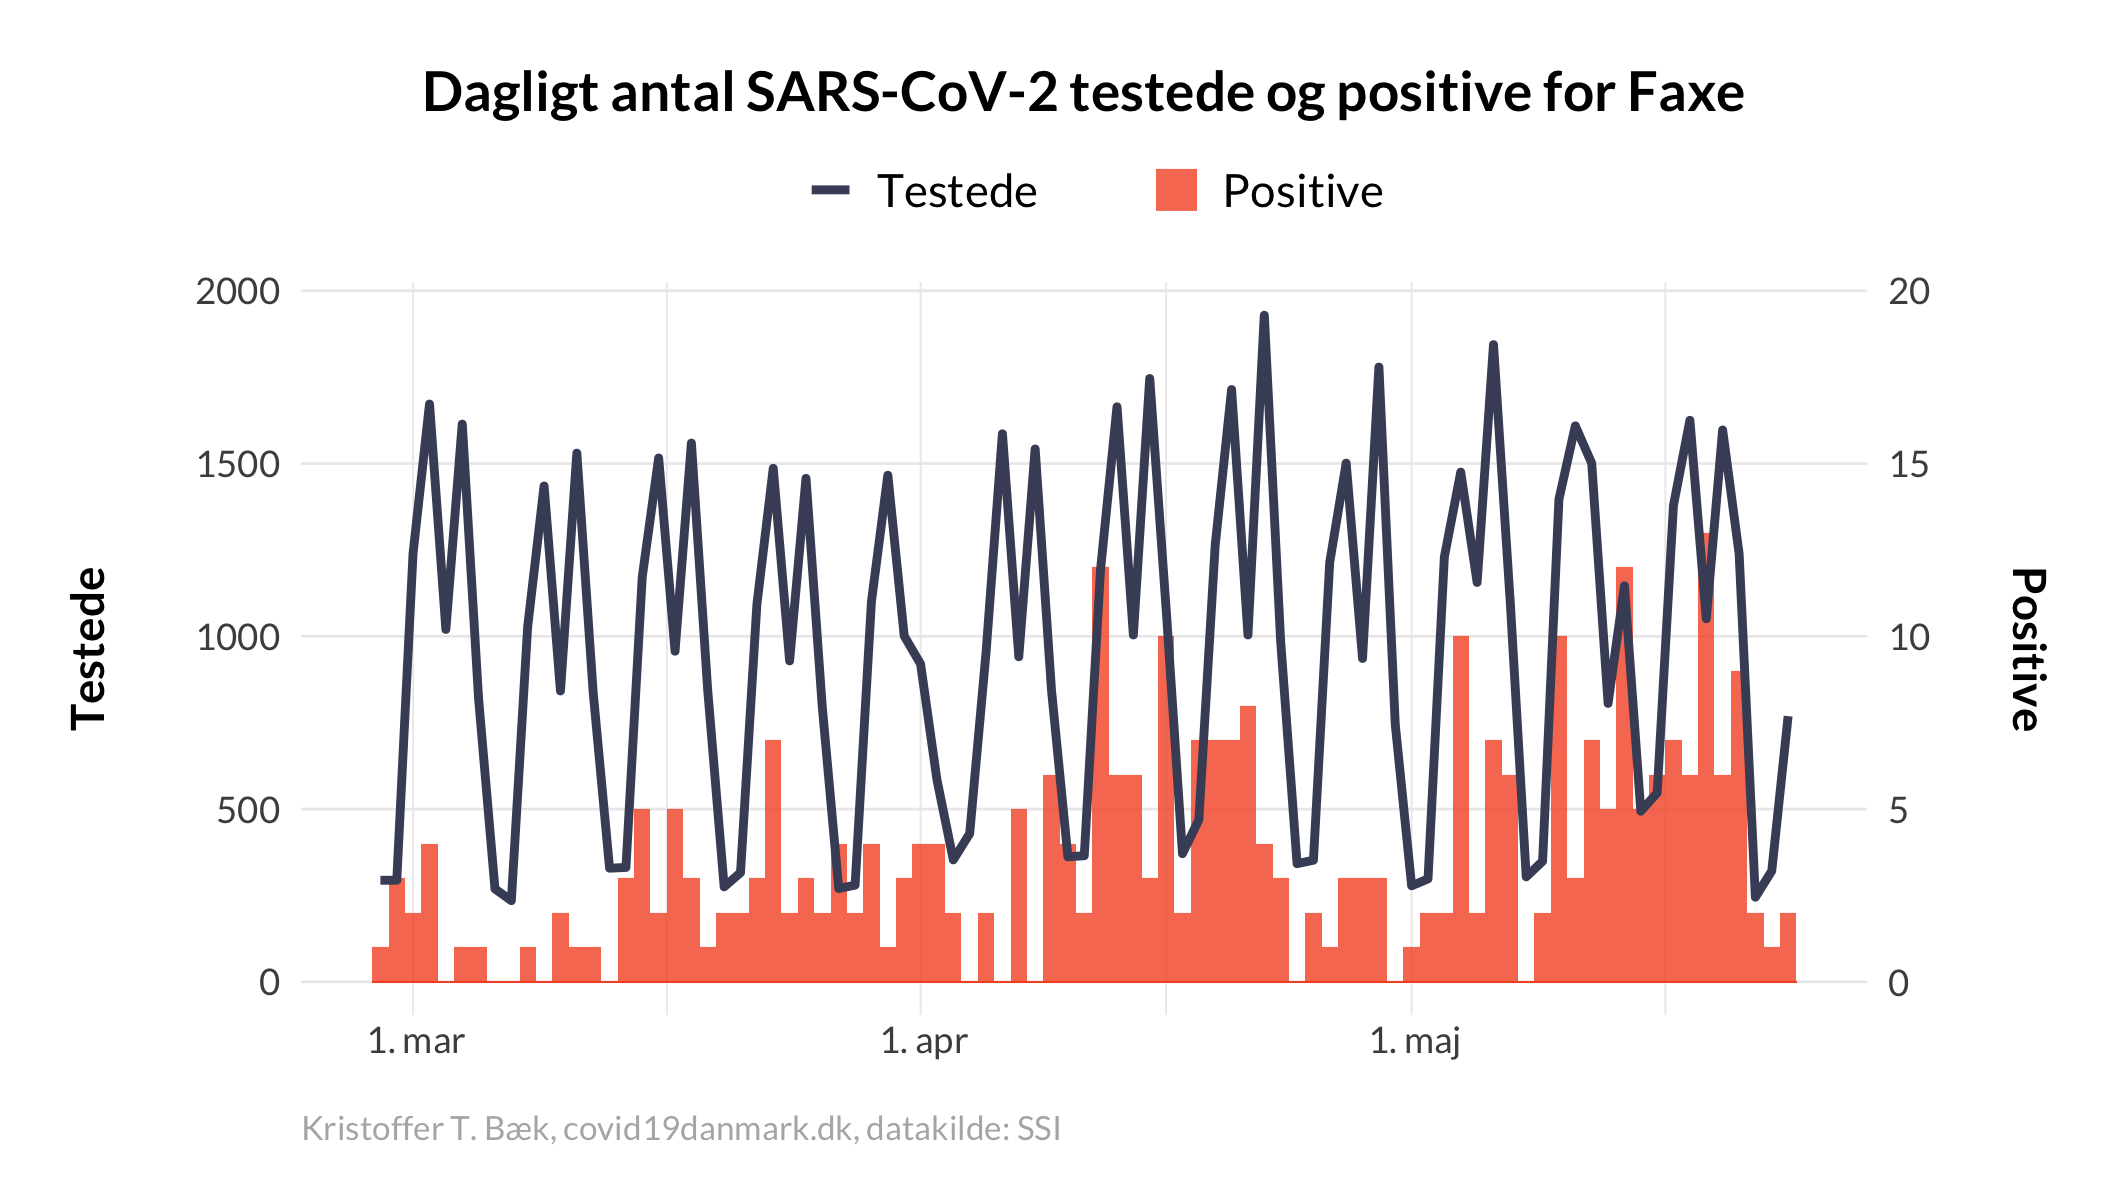 Dagligt antal SARS-CoV-2 testede og positive for Faxe
Testede Positive
2000 20
1500 15
1000 10
500 5
0 0
Testede
Positive
1. mar 1. apr 1. maj
Kristoffer T. Bæk, covid19danmark.dk, datakilde: SSI